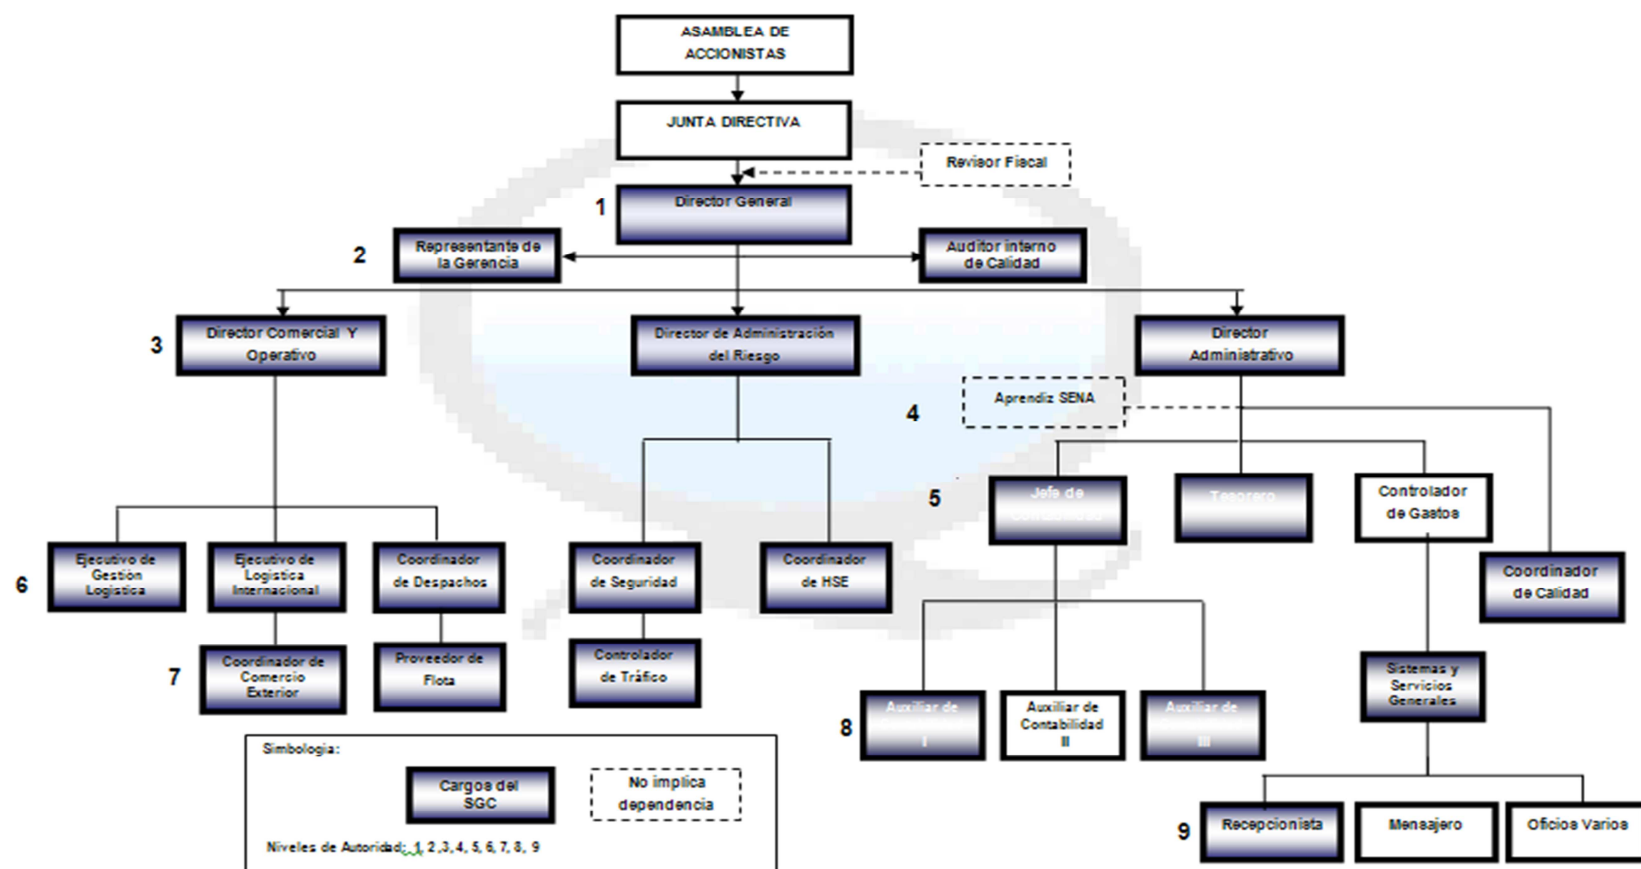 ASAMBLEA DE
ACCIONISTAS
JUNTA DIRECTIVA
Revisor Fiscal
1
Director General
2
Representante de
la Gerencia
Auditor interno
de Calidad
3
Director Comercial Y
Operativo
Director de Administración
del Riesgo
Director
Administrativo
4
Aprendiz SENA
5
Jefe de
Tesorero
Controlador
de Gastos
6
Ejecutivo de
Gestión
Logistica
Ejecutivo de
Logistica
Internacional
Coordinador
de Despachos
Coordinador
de Seguridad
Coordinador
de HSE
Coordinador
de Calidad
7
Coordinador de
Comercio
Exterior
Proveedor de
Flota
Controlador
de Tráfico
Sistemas y
Servicios
Generales
8
Auxiliar de
I
Auxiliar de
Contabilidad
II
Auxiliar de
III
9
Recepcionista
Mensajero
Oficios Varios
Simbologia:
Cargos del
SGC
No implica
dependencia
Niveles de Autoridad: 1, 2 ,3, 4, 5, 6, 7, 8, 9